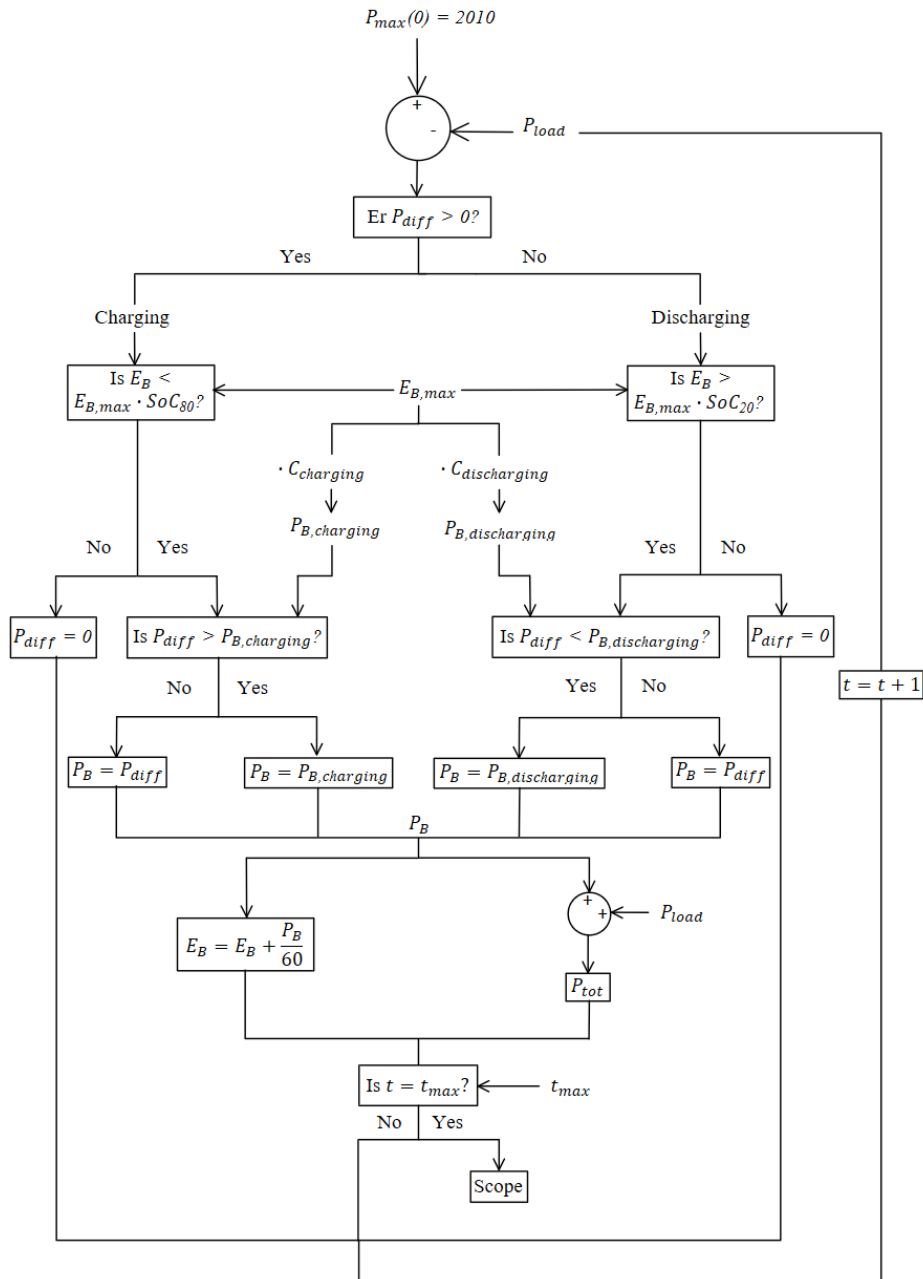 P_max(0) = 2010
+
-
P_load
Er P_diff > 0?
Yes
No
Charging
Discharging
Is E_B <
E_B,max · SoC_80?
E_B,max
Is E_B >
E_B,max · SoC_20?
· C_charging
· C_discharging
P_B,charging
P_B,discharging
No
Yes
Yes
No
P_diff = 0
Is P_diff > P_B,charging?
Is P_diff < P_B,discharging?
P_diff = 0
t = t + 1
No
Yes
Yes
No
P_B = P_diff
P_B = P_B,charging
P_B = P_B,discharging
P_B = P_diff
P_B
E_B = E_B + P_B/60
+
+
P_load
P_tot
Is t = t_max?
t_max
No
Yes
Scope